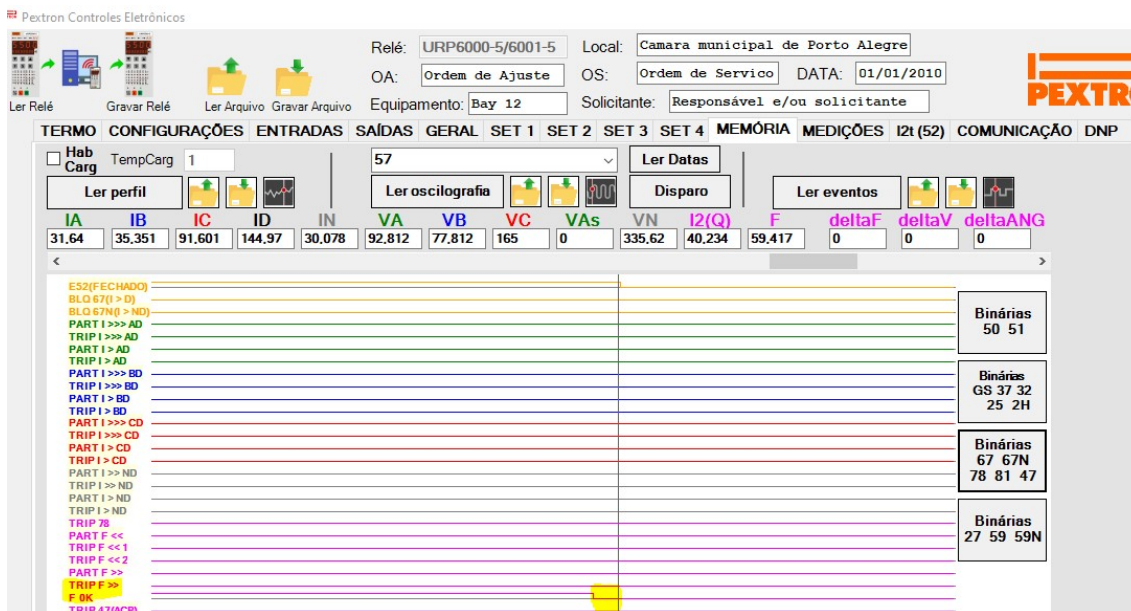 Pextron Controles Eletrônicos
Relé: URP6000-5/6001-5 Local: Camara municipal de Porto Alegre
OA: Ordem de Ajuste OS: Ordem de Servico DATA: 01/01/2010
Ler Relé Gravar Relé Ler Arquivo Gravar Arquivo Equipamento: Bay 12 Solicitante: Responsável e/ou solicitante
PEXTR
TERMO CONFIGURAÇÕES ENTRADAS SAÍDAS GERAL SET 1 SET 2 SET 3 SET 4 MEMÓRIA MEDIÇÕES I2t (52) COMUNICAÇÃO DNP
Hab Carg TempCarg 1 57 Ler Datas
Ler perfil Ler oscilografia Disparo Ler eventos
IA IB IC ID IN VA VB VC VAs VN I2(Q) F deltaF deltaV deltaANG
31,64 35,351 91,601 144,97 30,078 92,812 77,812 165 0 335,62 40,234 59,417 0 0 0
E52(FECHADO)
BLQ 67(I > D)
BLQ 67N(I > ND)
PART I >>> AD
TRIP I >>> AD
PART I > AD
TRIP I > AD
PART I >>> BD
TRIP I >>> BD
PART I > BD
TRIP I > BD
PART I >>> CD
TRIP I >>> CD
PART I > CD
TRIP I > CD
PART I >> ND
TRIP I >> ND
PART I > ND
TRIP I > ND
TRIP 78
PART F <<
TRIP F << 1
TRIP F << 2
PART F >>
TRIP F >>
F OK
TRIP 47(ACB)
Binárias
50 51
Binárias
GS 37 32
25 2H
Binárias
67 67N
78 81 47
Binárias
27 59 59N